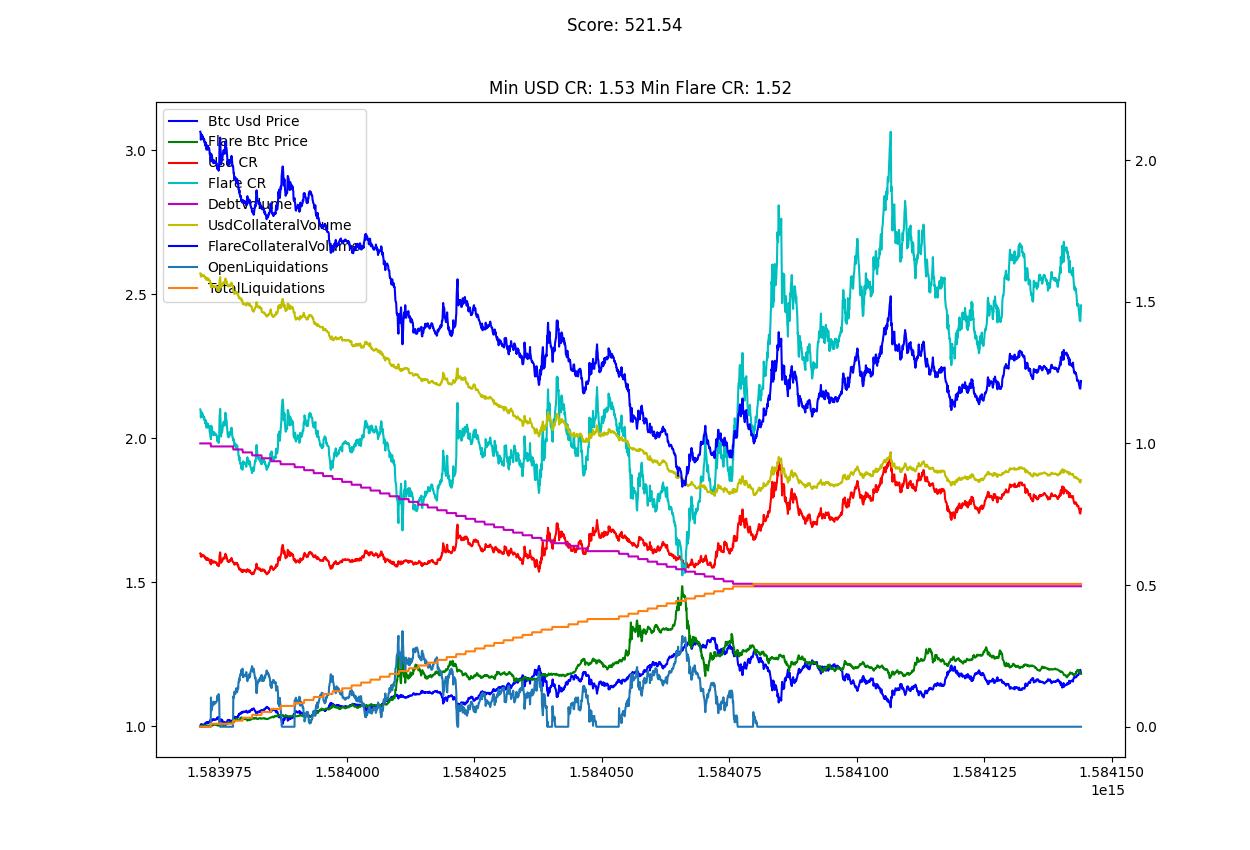 Score: 521.54
Min USD CR: 1.53 Min Flare CR: 1.52
Btc Usd Price
Flare Btc Price
Usd CR
Flare CR
DebtVolume
UsdCollateralVolume
FlareCollateralVolume
OpenLiquidations
TotalLiquidations
3.0
2.5
2.0
1.5
1.0
2.0
1.5
1.0
0.5
0.0
1.583975
1.584000
1.584025
1.584050
1.584075
1.584100
1.584125
1.584150
1e15